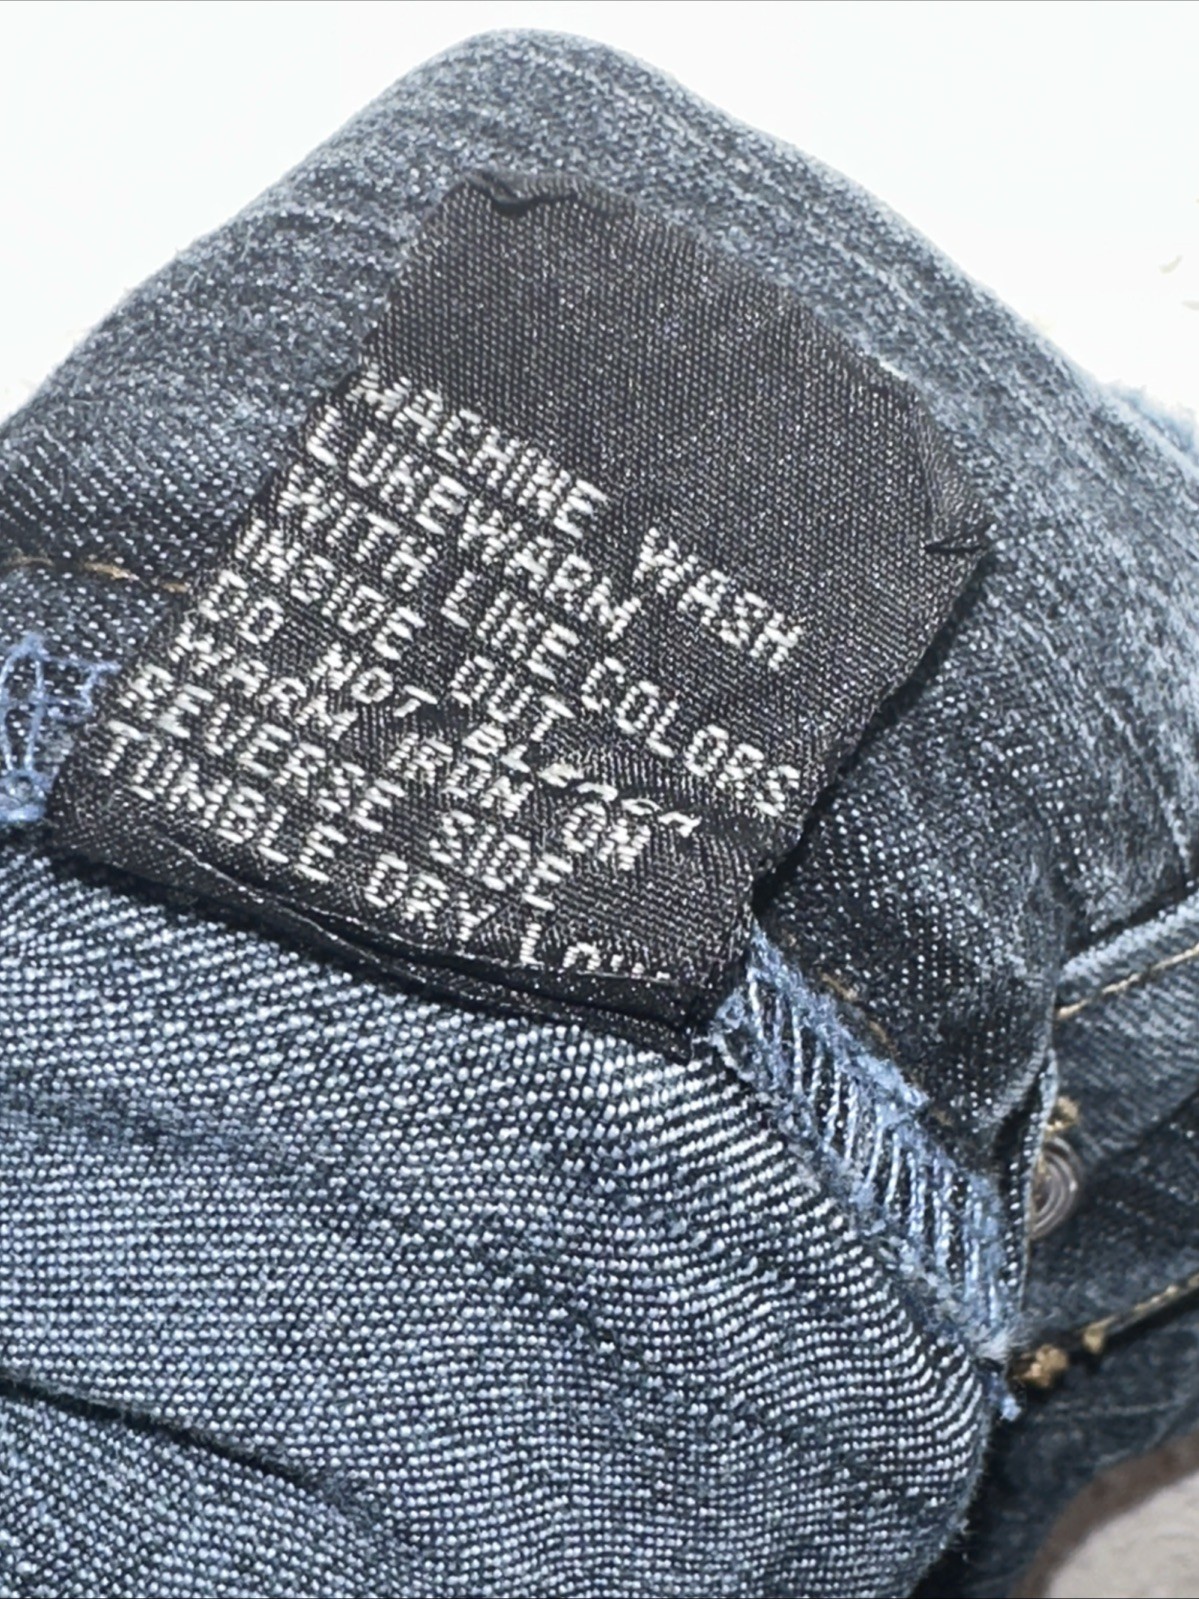 MACHINE WASH
LUKEWARM
WITH LIKE COLORS
INSIDE OUT
DO NOT BLEACH
WARM IRON ON
REVERSE SIDE
TUMBLE DRY LOW